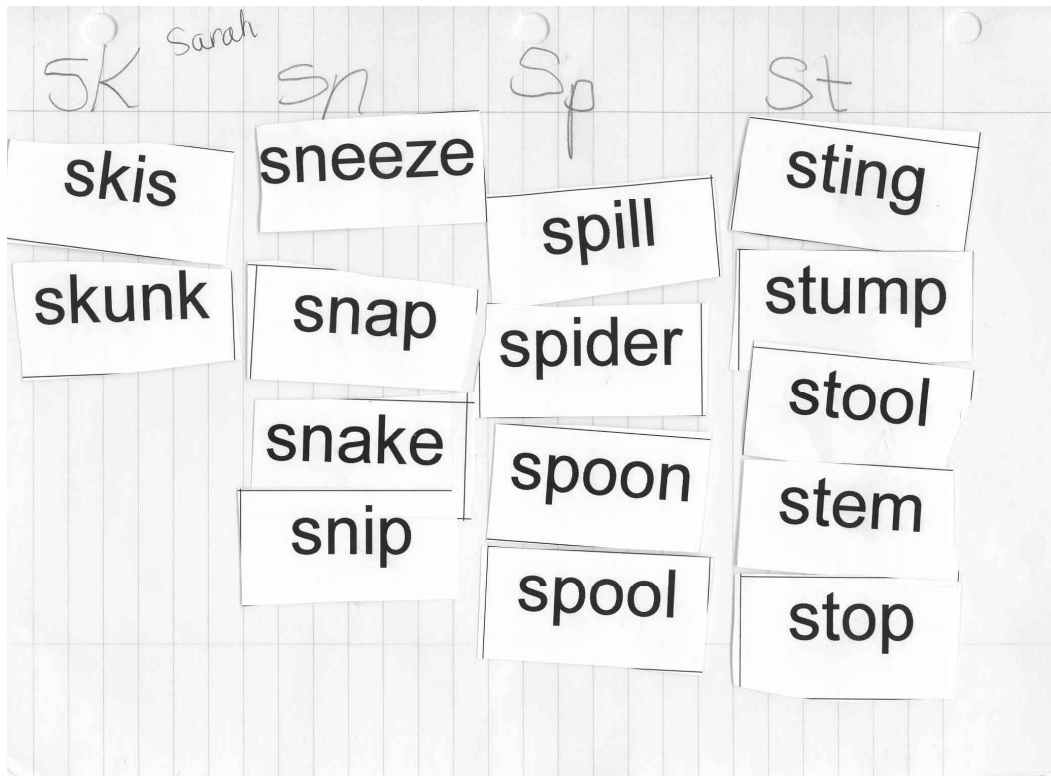 Sarah
sk sn sp st
skis
skunk
sneeze
snap
snake
snip
spill
spider
spoon
spool
sting
stump
stool
stem
stop